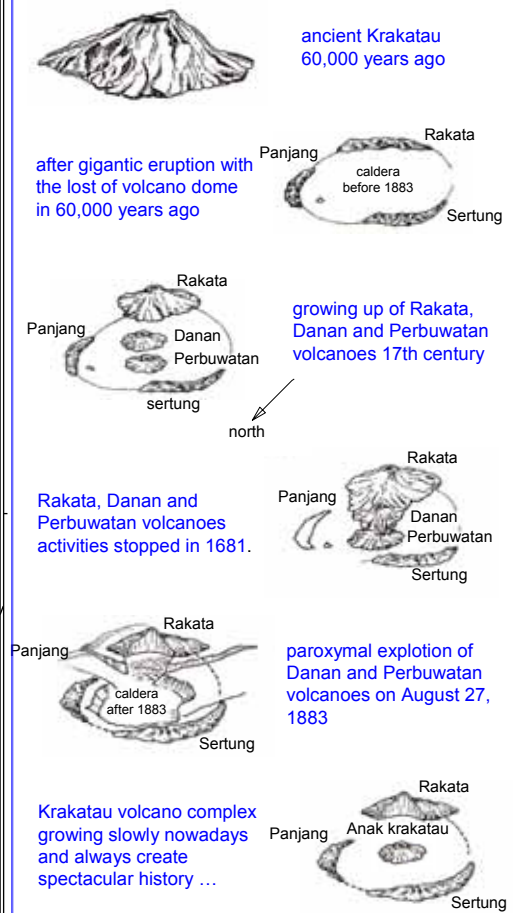 ancient Krakatau
60,000 years ago
after gigantic eruption with
the lost of volcano dome
in 60,000 years ago
Panjang
Rakata
caldera
before 1883
Sertung
Rakata
Panjang
Danan
Perbuwatan
sertung
growing up of Rakata,
Danan and Perbuwatan
volcanoes 17th century
north
Rakata, Danan and
Perbuwatan volcanoes
activities stopped in 1681.
Rakata
Panjang
Danan
Perbuwatan
Sertung
Rakata
Panjang
caldera
after 1883
Sertung
paroxymal explotion of
Danan and Perbuwatan
volcanoes on August 27,
1883
Krakatau volcano complex
growing slowly nowadays
and always create
spectacular history …
Rakata
Panjang
Anak krakatau
Sertung